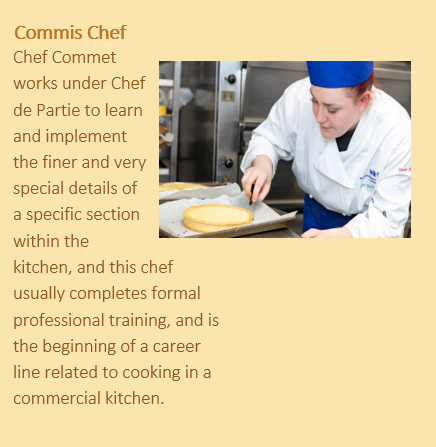 Commis Chef
Chef Commet
works under Chef
de Partie to learn
and implement
the finer and very
special details of
a specific section
within the
kitchen, and this chef
usually completes formal
professional training, and is
the beginning of a career
line related to cooking in a
commercial kitchen.